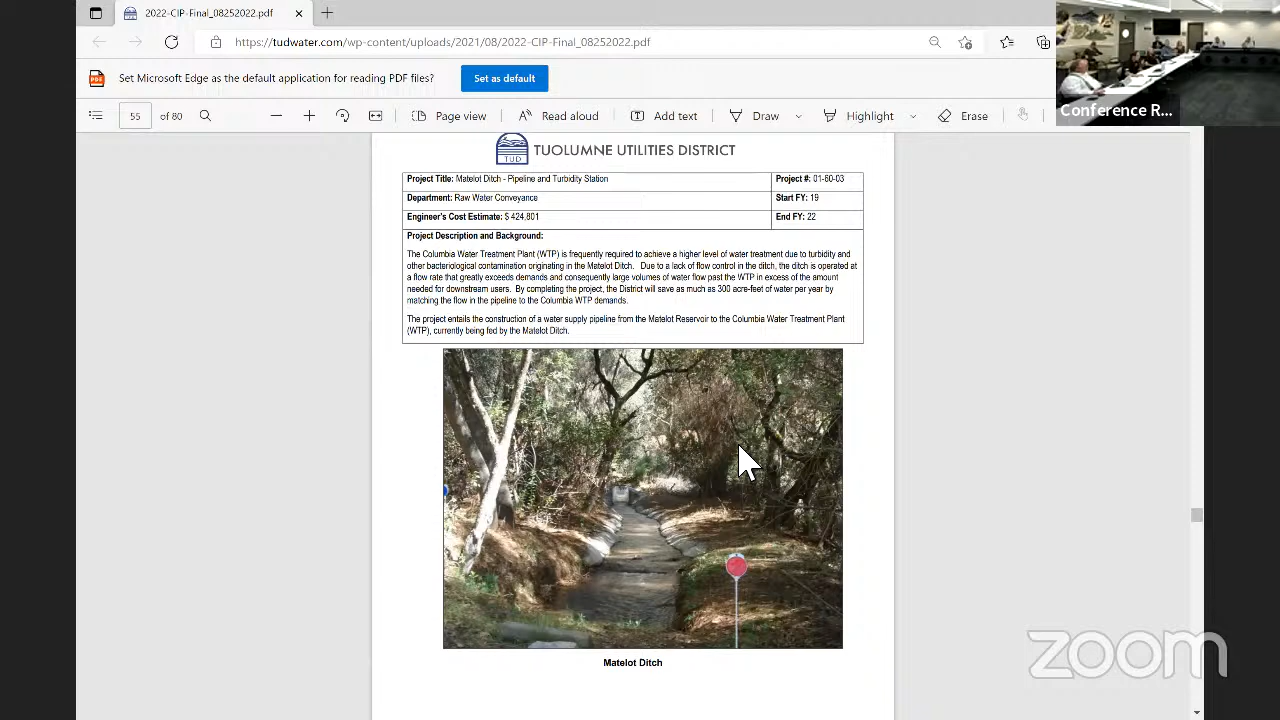 2022-CIP-Final_08252022.pdf
https://tudwater.com/wp-content/uploads/2021/08/2022-CIP-Final_08252022.pdf
Set Microsoft Edge as the default application for reading PDF files?
Set as default
PDF
55 of 80
Page view
Read aloud
Add text
Draw
Highlight
Erase
Conference R...
TUD
TUOLUMNE UTILITIES DISTRICT
Project Title: Matelot Ditch - Pipeline and Turbidity Station
Project #: 01-60-03
Department: Raw Water Conveyance
Start FY: 19
Engineer's Cost Estimate: $ 424,801
End FY: 22
Project Description and Background:
The Columbia Water Treatment Plant (WTP) is frequently required to achieve a higher level of water treatment due to turbidity and
other bacteriological contamination originating in the Matelot Ditch. Due to a lack of flow control in the ditch, the ditch is operated at
a flow rate that greatly exceeds demands and consequently large volumes of water flow past the WTP in excess of the amount
needed for downstream users. By completing the project, the District will save as much as 300 acre-feet of water per year by
matching the flow in the pipeline to the Columbia WTP demands.
The project entails the construction of a water supply pipeline from the Matelot Reservoir to the Columbia Water Treatment Plant
(WTP), currently being fed by the Matelot Ditch.
Matelot Ditch
zoom